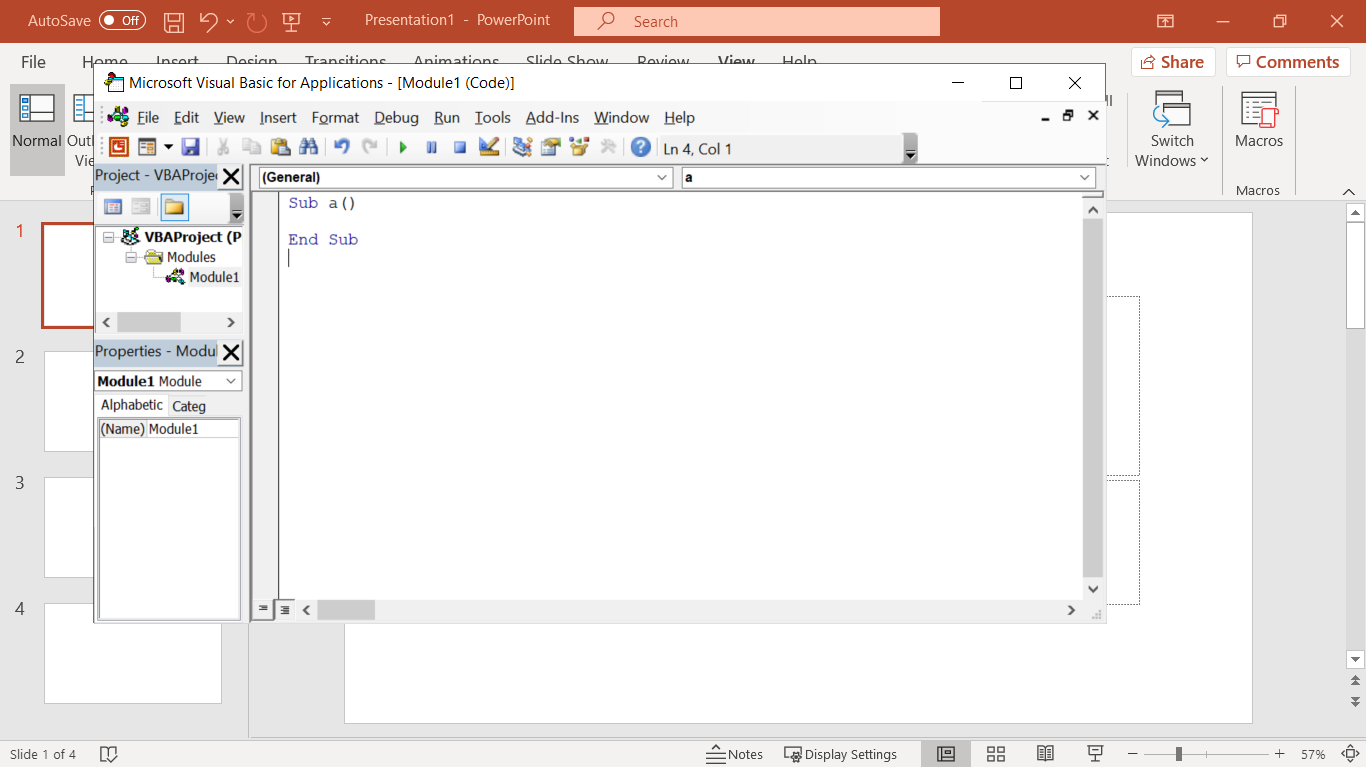 AutoSave Off Presentation1 - PowerPoint Search
File Home Insert Design Transitions Animations Slide Show Review View Help Share Comments
Microsoft Visual Basic for Applications - [Module1 (Code)]
File Edit View Insert Format Debug Run Tools Add-Ins Window Help
Ln 4, Col 1
Normal
Switch
Windows
Macros
Macros
Project - VBAProje
(General) a
VBAProject (P
Modules
Module1
Sub a()
End Sub
Properties - Modul
Module1 Module
Alphabetic Categ
(Name) Module1
1
2
3
4
Slide 1 of 4 Notes Display Settings 57%